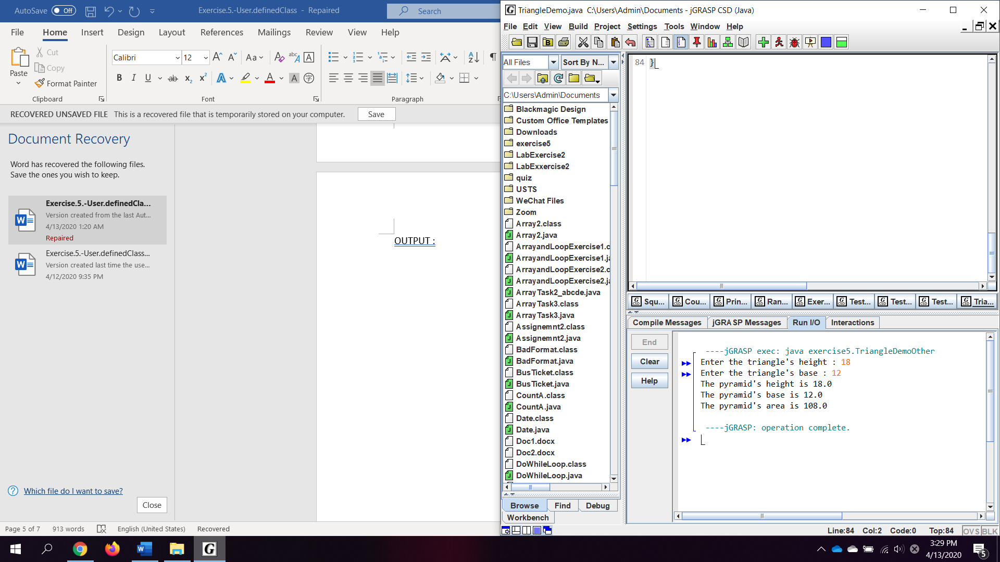 AutoSave Off
Exercise.5.-User.definedClass - Repaired
Search
File Home Insert Design Layout References Mailings Review View Help
Paste
Cut
Copy
Format Painter
Clipboard
Calibri 12
Font
Paragraph
RECOVERED UNSAVED FILE This is a recovered file that is temporarily stored on your computer. Save
Document Recovery
Word has recovered the following files.
Save the ones you wish to keep.
Exercise.5.-User.definedCla...
Version created from the last Aut...
4/13/2020 1:20 AM
Repaired
Exercise.5.-User.definedClass...
Version created last time the use...
4/12/2020 9:35 PM
Which file do I want to save?
Close
OUTPUT :
Page 5 of 7 913 words English (United States) Recovered
TriangleDemo.java C:\Users\Admin\Documents - jGRASP CSD (Java)
File Edit View Build Project Settings Tools Window Help
All Files Sort By N...
C:\Users\Admin\Documents
Blackmagic Design
Custom Office Templates
Downloads
exercise5
LabExercise2
LabExxercise2
quiz
USTS
WeChat Files
Zoom
Array2.class
Array2.java
ArrayandLoopExercise1.c
ArrayandLoopExercise1.ja
ArrayandLoopExercise2.c
ArrayandLoopExercise2.ja
ArrayTask2_abcde.java
ArrayTask3.class
ArrayTask3.java
Assignemnt2.class
Assignemnt2.java
BadFormat.class
BadFormat.java
BusTicket.class
BusTicket.java
CountA.class
CountA.java
Date.class
Date.java
Doc1.docx
Doc2.docx
DoWhileLoop.class
DoWhileLoop.java
Browse Find Debug
Workbench
84 }
Squ... Cou... Prin... Ran... Exer... Test... Test... Test... Tria...
Compile Messages jGRASP Messages Run I/O Interactions
End
Clear
Help
----jGRASP exec: java exercise5.TriangleDemoOther
Enter the triangle's height : 18
Enter the triangle's base : 12
The pyramid's height is 18.0
The pyramid's base is 12.0
The pyramid's area is 108.0
----jGRASP: operation complete.
Line:84 Col:2 Code:0 Top:84 OVS BLK
3:29 PM
4/13/2020
5